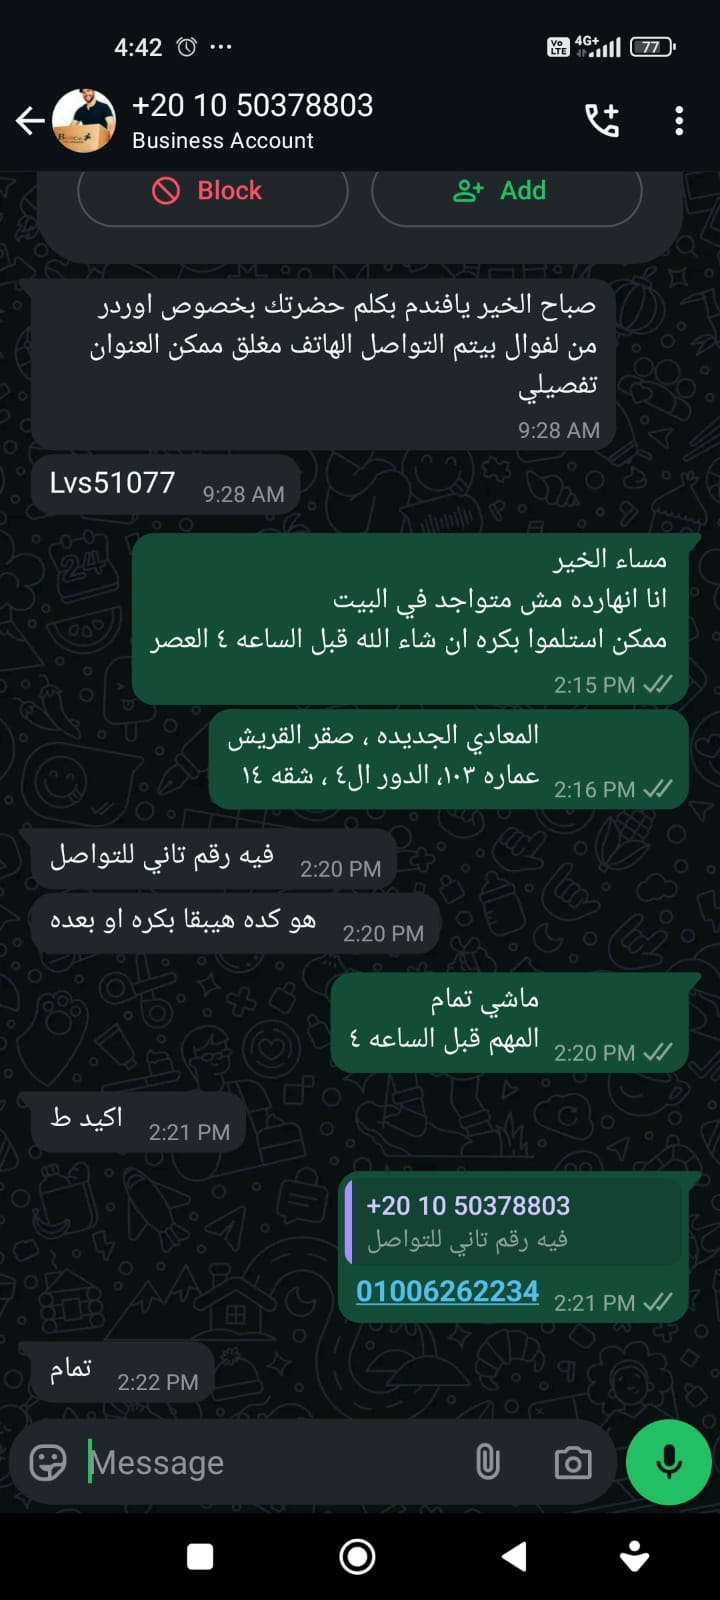 4:42
Vo LTE 4G+ 77
+20 10 50378803
Business Account
Block
Add
صباح الخير يافندم بكلم حضرتك بخصوص اوردر
من لفوال بيتم التواصل الهاتف مغلق ممكن العنوان
تفصيلي
9:28 AM
Lvs51077 9:28 AM
مساء الخير
انا انهارده مش متواجد في البيت
ممكن استلموا بكره ان شاء الله قبل الساعه ٤ العصر
2:15 PM
المعادي الجديده ، صقر القريش
عماره ١٠٣، الدور ال٤ ، شقه ١٤
2:16 PM
فيه رقم تاني للتواصل
2:20 PM
هو كده هيبقا بكره او بعده
2:20 PM
ماشي تمام
المهم قبل الساعه ٤
2:20 PM
اكيد ط
2:21 PM
+20 10 50378803
فيه رقم تاني للتواصل
01006262234 2:21 PM
تمام
2:22 PM
Message